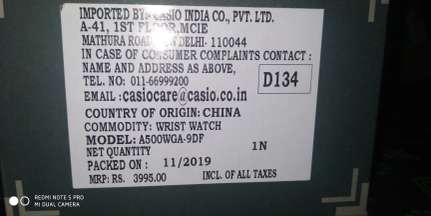 IMPORTED BY: CASIO INDIA CO., PVT. LTD.
A-41, 1ST FLOOR, MCIE
MATHURA ROAD, NEW DELHI- 110044
IN CASE OF CONSUMER COMPLAINTS CONTACT :
NAME AND ADDRESS AS ABOVE,
TEL. NO: 011-66999200
D134
EMAIL : casiocare@casio.co.in
COUNTRY OF ORIGIN: CHINA
COMMODITY: WRIST WATCH
MODEL: A500WGA-9DF
NET QUANTITY 1N
PACKED ON : 11/2019
MRP: RS. 3995.00 INCL. OF ALL TAXES
REDMI NOTE 5 PRO
MI DUAL CAMERA